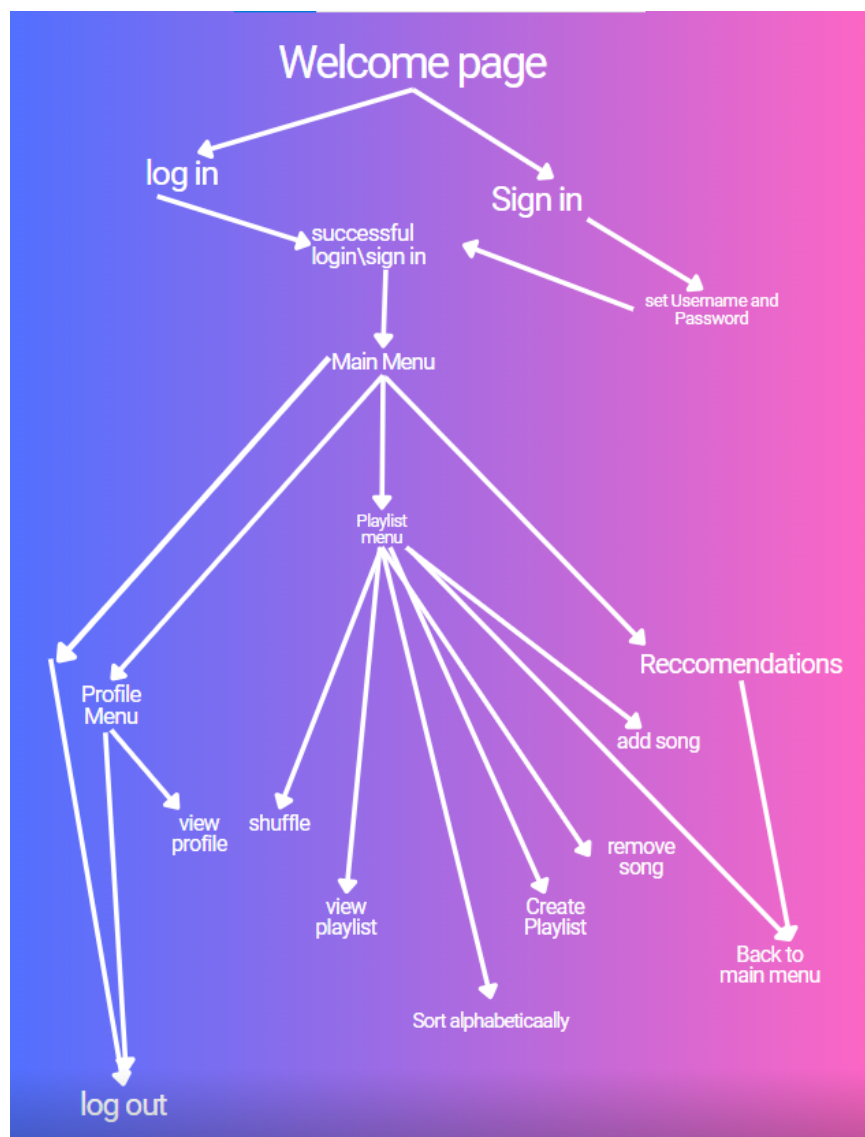 Welcome page
log in
Sign in
successful
login\sign in
set Username and
Password
Main Menu
Playlist
menu
Reccomendations
Profile
Menu
add song
view
profile
shuffle
remove
song
view
playlist
Create
Playlist
Back to
main menu
Sort alphabeticaally
log out